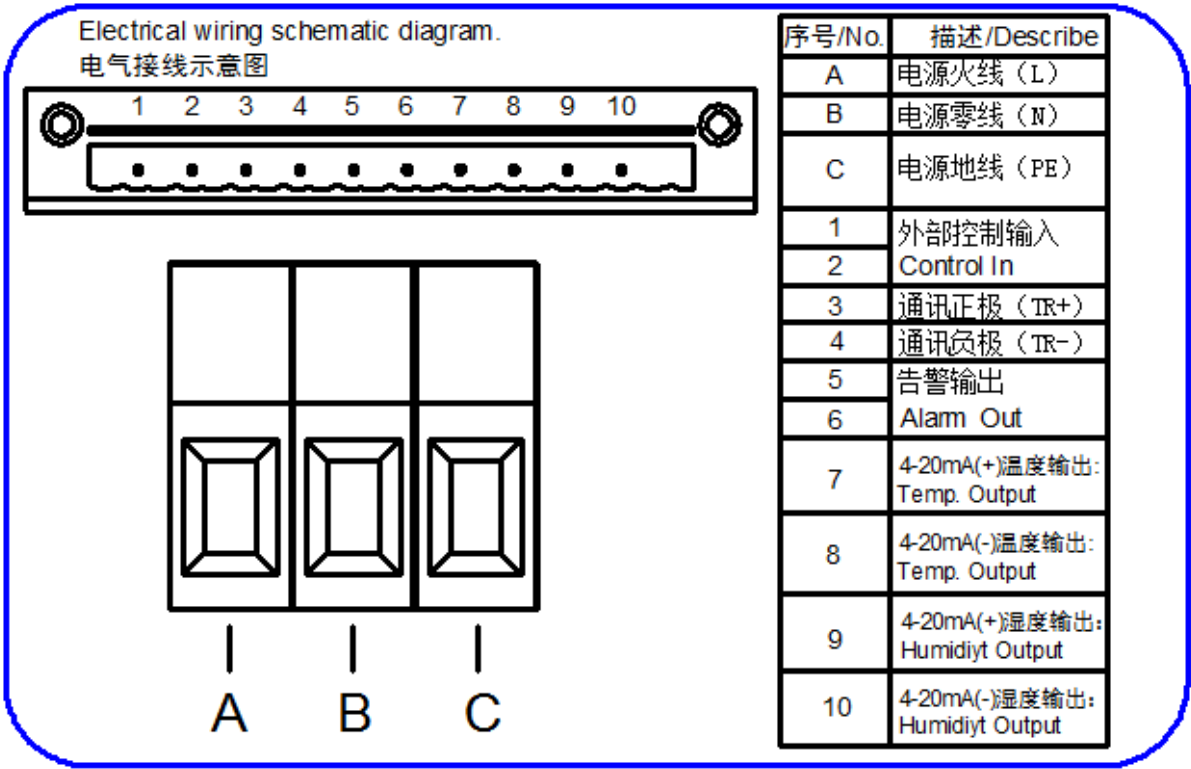 Electrical wiring schematic diagram.
电气接线示意图
1 2 3 4 5 6 7 8 9 10
A B C
序号/No. 描述/Describe
A 电源火线（L）
B 电源零线（N）
C 电源地线（PE）
1 外部控制输入
2 Control In
3 通讯正极（TR+）
4 通讯负极（TR-）
5 告警输出
6 Alarm Out
7 4-20mA(+)温度输出:
Temp. Output
8 4-20mA(-)温度输出:
Temp. Output
9 4-20mA(+)湿度输出：
Humidiyt Output
10 4-20mA(-)湿度输出：
Humidiyt Output